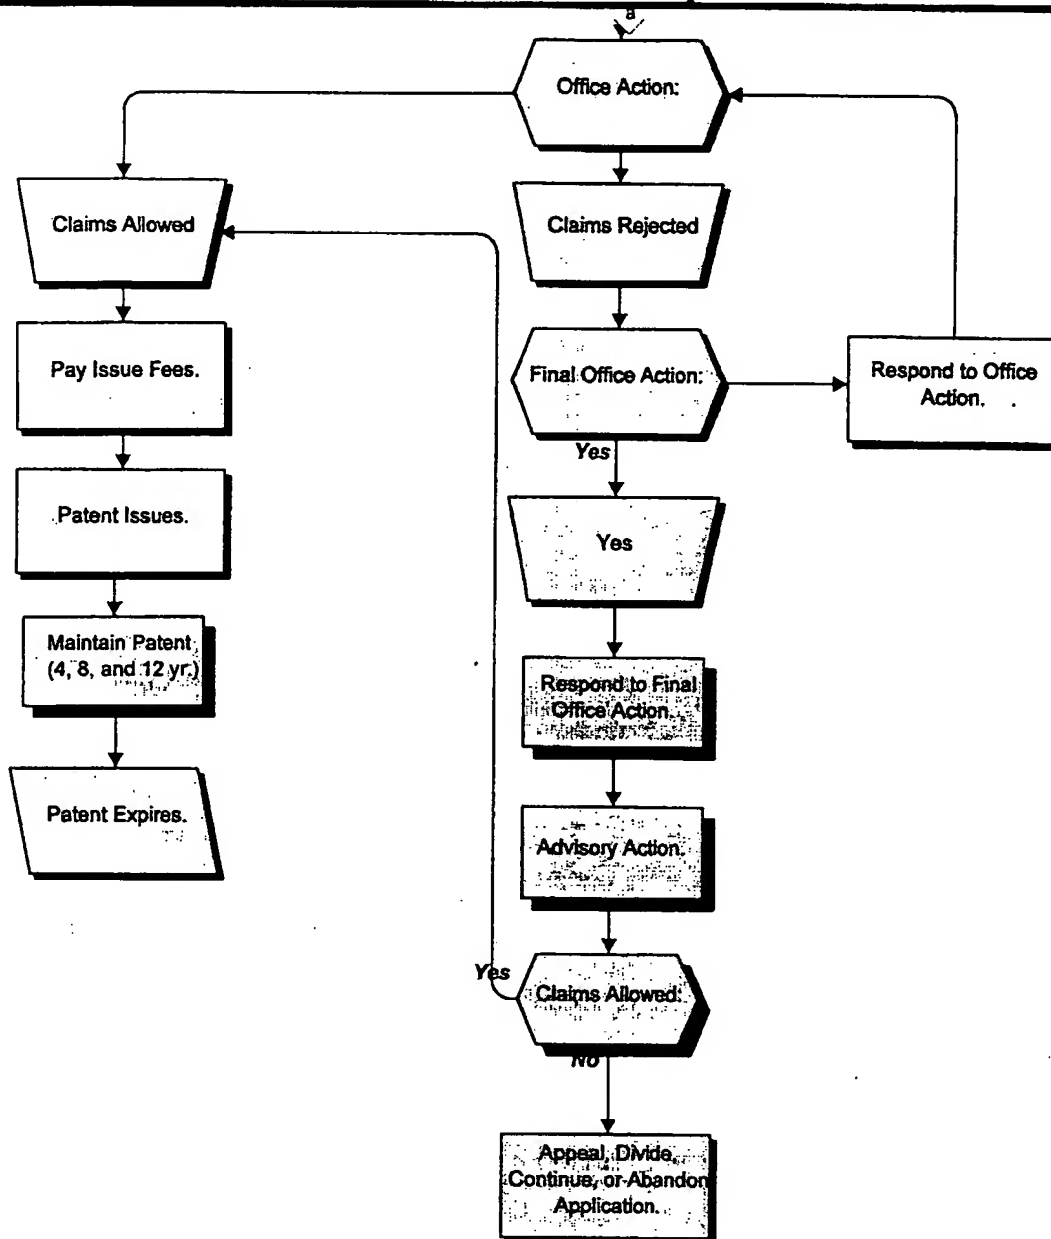 a
Office Action:
Claims Allowed
Claims Rejected
Pay Issue Fees.
Final Office Action:
Respond to Office
Action.
Yes
Patent Issues.
Yes
Maintain Patent
(4, 8, and 12 yr.)
Respond to Final
Office Action.
Patent Expires.
Advisory Action.
Yes
Claims Allowed:
No
Appeal, Divide,
Continue, or Abandon
Application.